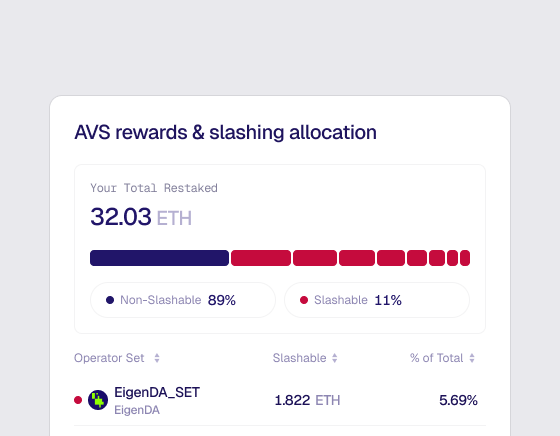 AVS rewards & slashing allocation
Your Total Restaked
32.03 ETH
Non-Slashable 89% Slashable 11%
Operator Set Slashable % of Total
EigenDA_SET 1.822 ETH 5.69%
EigenDA